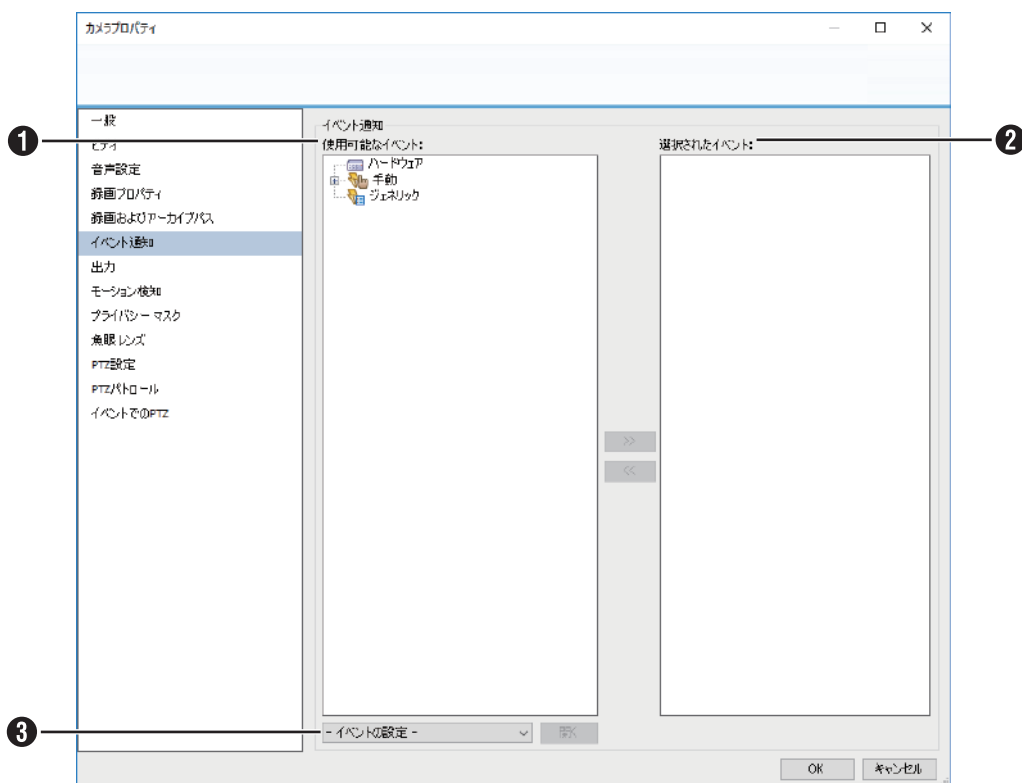 カメラプロパティ
一般
ビデオ
音声設定
録画プロパティ
録画およびアーカイブパス
イベント通知
出力
モーション検知
プライバシー マスク
魚眼レンズ
PTZ設定
PTZパトロール
イベントでのPTZ
イベント通知
❶
使用可能なイベント:
ハードウェア
手動
ジェネリック
>>
<<
❷
選択されたイベント:
❸
- イベントの設定 -
開く
OK
キャンセル